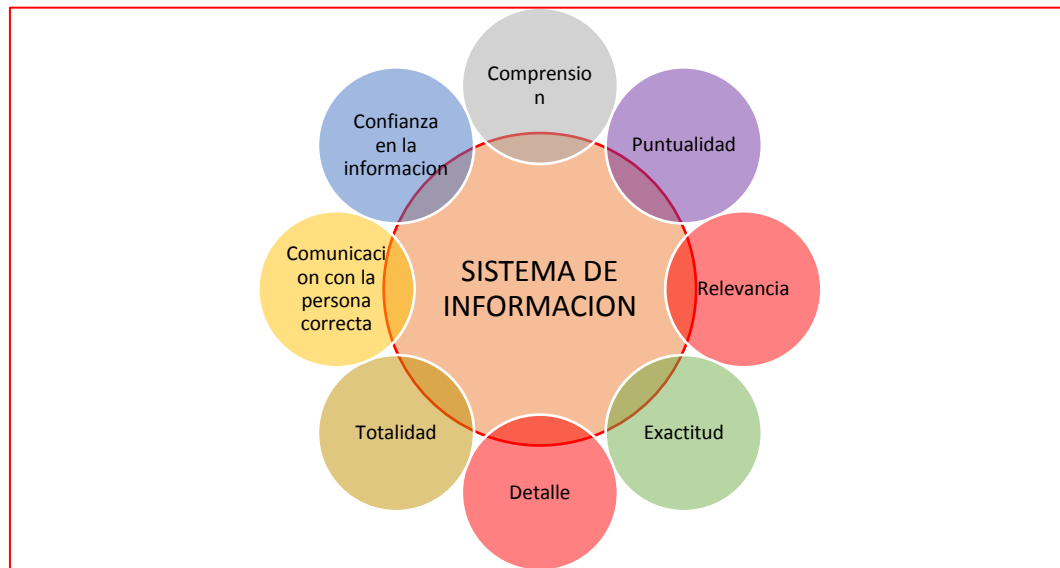 Comprensio
n
Puntualidad
Relevancia
Exactitud
Detalle
Totalidad
Comunicaci
on con la
persona
correcta
Confianza
en la
informacion
SISTEMA DE
INFORMACION